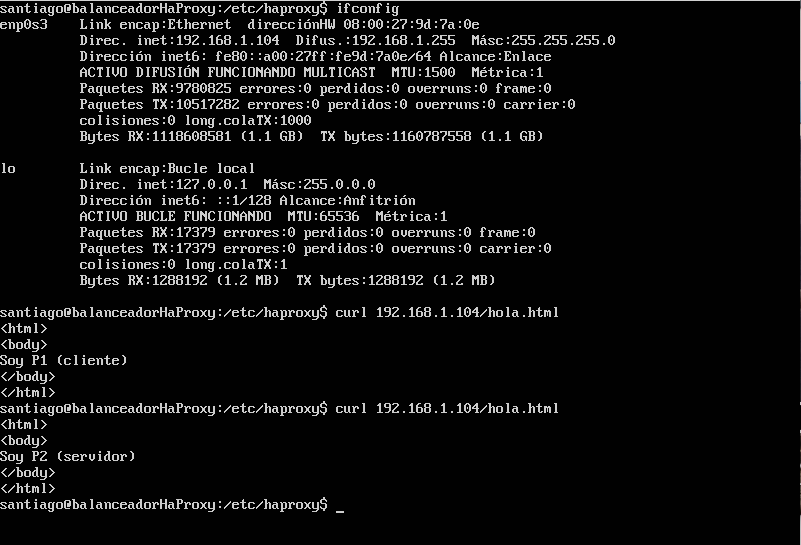 santiago@balanceadorHaProxy:/etc/haproxy$ ifconfig
enp0s3    Link encap:Ethernet  direcciónHW 08:00:27:9d:7a:0e
          Direc. inet:192.168.1.104  Difus.:192.168.1.255  Másc:255.255.255.0
          Dirección inet6: fe80::a00:27ff:fe9d:7a0e/64 Alcance:Enlace
          ACTIVO DIFUSIÓN FUNCIONANDO MULTICAST  MTU:1500  Métrica:1
          Paquetes RX:9780825 errores:0 perdidos:0 overruns:0 frame:0
          Paquetes TX:10517282 errores:0 perdidos:0 overruns:0 carrier:0
          colisiones:0 long.colaTX:1000
          Bytes RX:1118608581 (1.1 GB)  TX bytes:1160787558 (1.1 GB)

lo        Link encap:Bucle local
          Direc. inet:127.0.0.1  Másc:255.0.0.0
          Dirección inet6: ::1/128 Alcance:Anfitrión
          ACTIVO BUCLE FUNCIONANDO  MTU:65536  Métrica:1
          Paquetes RX:17379 errores:0 perdidos:0 overruns:0 frame:0
          Paquetes TX:17379 errores:0 perdidos:0 overruns:0 carrier:0
          colisiones:0 long.colaTX:1
          Bytes RX:1288192 (1.2 MB)  TX bytes:1288192 (1.2 MB)

santiago@balanceadorHaProxy:/etc/haproxy$ curl 192.168.1.104/hola.html
<html>
<body>
Soy P1 (cliente)
</body>
</html>
santiago@balanceadorHaProxy:/etc/haproxy$ curl 192.168.1.104/hola.html
<html>
<body>
Soy P2 (servidor)
</body>
</html>
santiago@balanceadorHaProxy:/etc/haproxy$ _